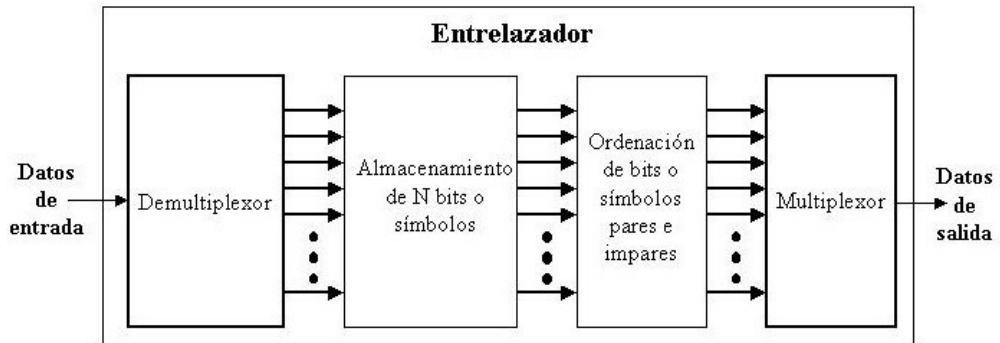 Entrelazador
Datos
de
entrada
Demultiplexor
Almacenamiento
de N bits o
símbolos
Ordenación
de bits o
símbolos
pares e
impares
Multiplexor
Datos
de
salida